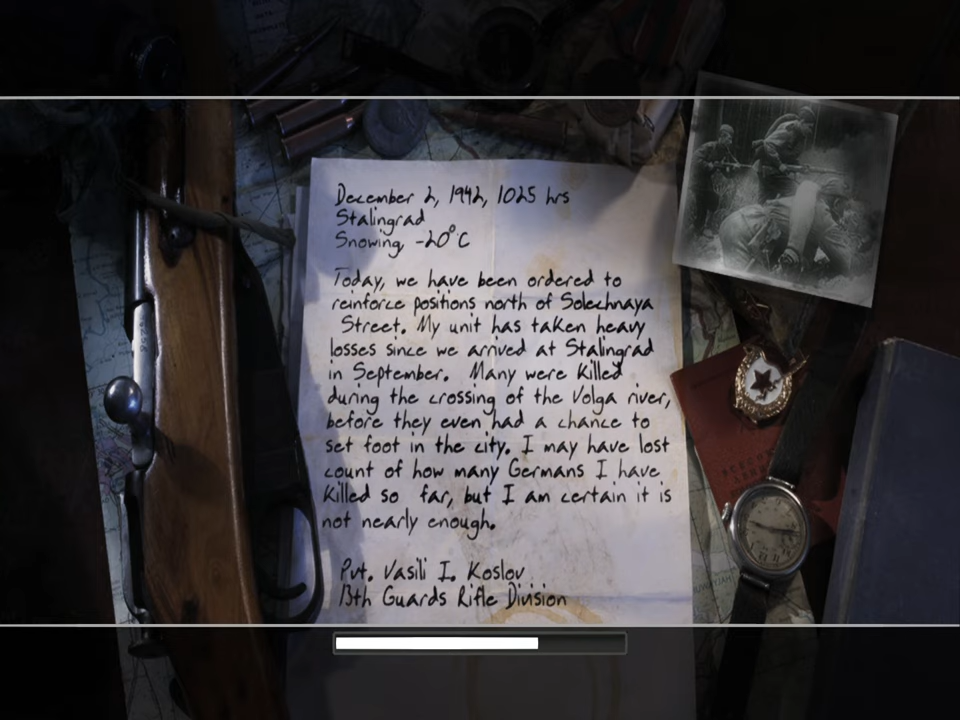 December 2, 1942, 1025 hrs
Stalingrad
Snowing, -20°C
Today, we have been ordered to
reinforce positions north of Solechnaya
Street. My unit has taken heavy
losses since we arrived at Stalingrad
in September. Many were killed
during the crossing of the Volga river,
before they even had a chance to
set foot in the city. I may have lost
count of how many Germans I have
killed so far, but I am certain it is
not nearly enough.
Pvt. Vasili I. Koslov
13th Guards Rifle Division